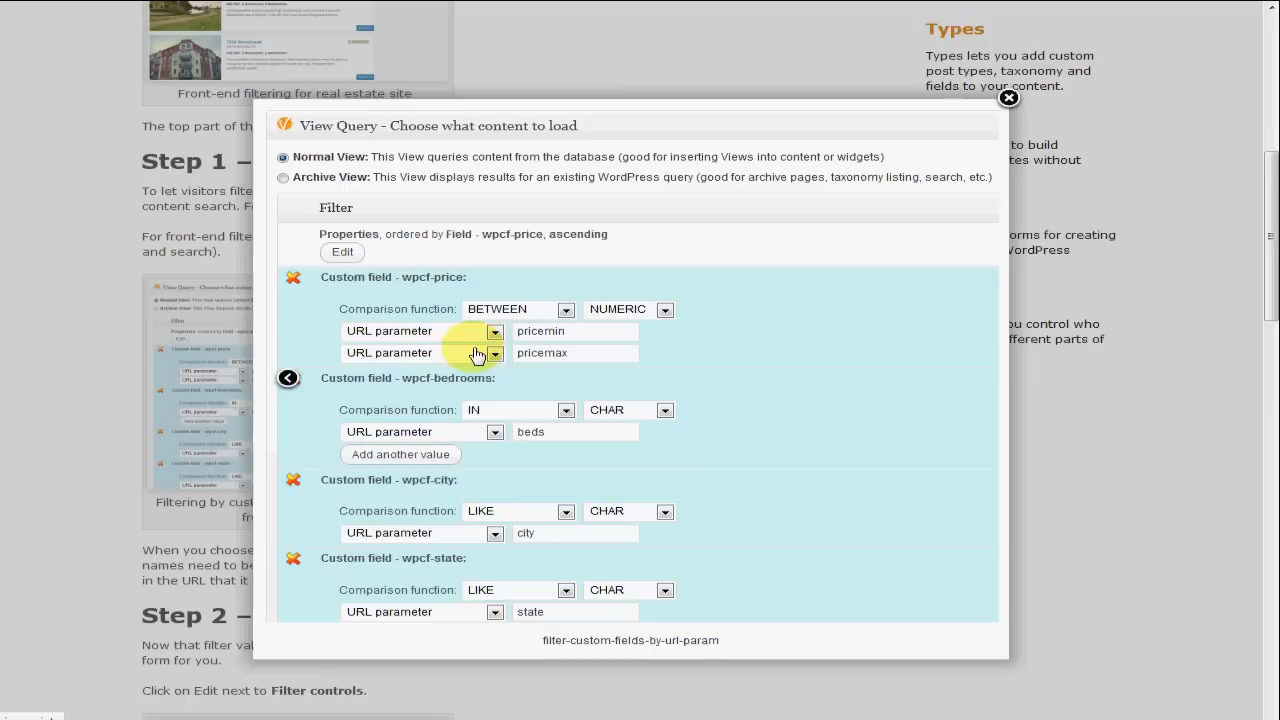 Types
Types lets you add custom
post types, taxonomy and
fields to your content.
Front-end filtering for real estate site
The top part of th
View Query - Choose what content to load
Step 1 –
Normal View: This View queries content from the database (good for inserting Views into content or widgets)
to build
tes without
Archive View: This View displays results for an existing WordPress query (good for archive pages, taxonomy listing, search, etc.)
To let visitors filte
content search. F
Filter
For front-end filte
and search).
Properties, ordered by Field - wpcf-price, ascending
orms for creating
WordPress
Edit
Custom field - wpcf-price:
View Query - Choose what conte
Filter
Edit
Comparison function: BETWEEN NUMERIC
URL parameter pricemin
URL parameter pricemax
ou control who
fferent parts of
Custom field - wpcf-bedrooms:
Comparison function: IN CHAR
URL parameter beds
Add another value
Custom field - wpcf-city:
Comparison function: LIKE CHAR
URL parameter city
Filtering by cus
fr
When you choose
names need to be
in the URL that it
Custom field - wpcf-state:
Comparison function: LIKE CHAR
URL parameter state
Step 2 –
filter-custom-fields-by-url-param
Now that filter val
form for you.
Click on Edit next to Filter controls.